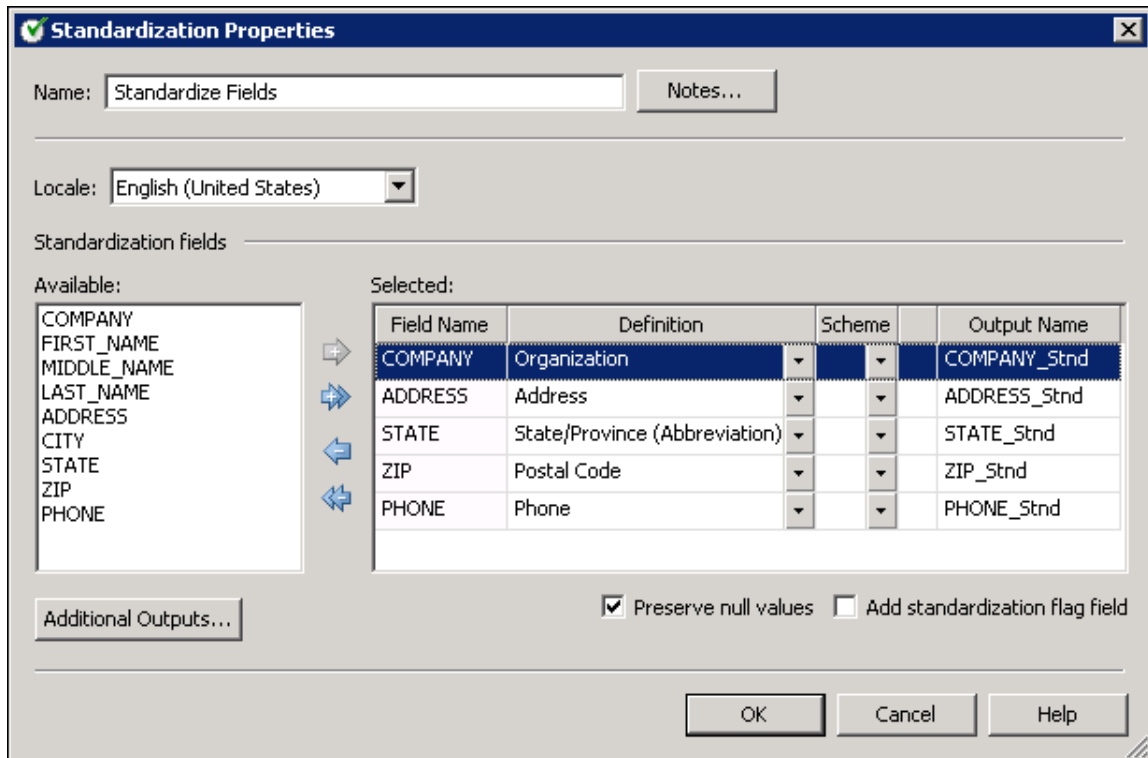 Standardization Properties
Name: Standardize Fields Notes...
Locale: English (United States)
Standardization fields
Available:
COMPANY
FIRST_NAME
MIDDLE_NAME
LAST_NAME
ADDRESS
CITY
STATE
ZIP
PHONE
Selected:
Field Name Definition Scheme Output Name
COMPANY Organization COMPANY_Stnd
ADDRESS Address ADDRESS_Stnd
STATE State/Province (Abbreviation) STATE_Stnd
ZIP Postal Code ZIP_Stnd
PHONE Phone PHONE_Stnd
Additional Outputs... Preserve null values Add standardization flag field
OK Cancel Help